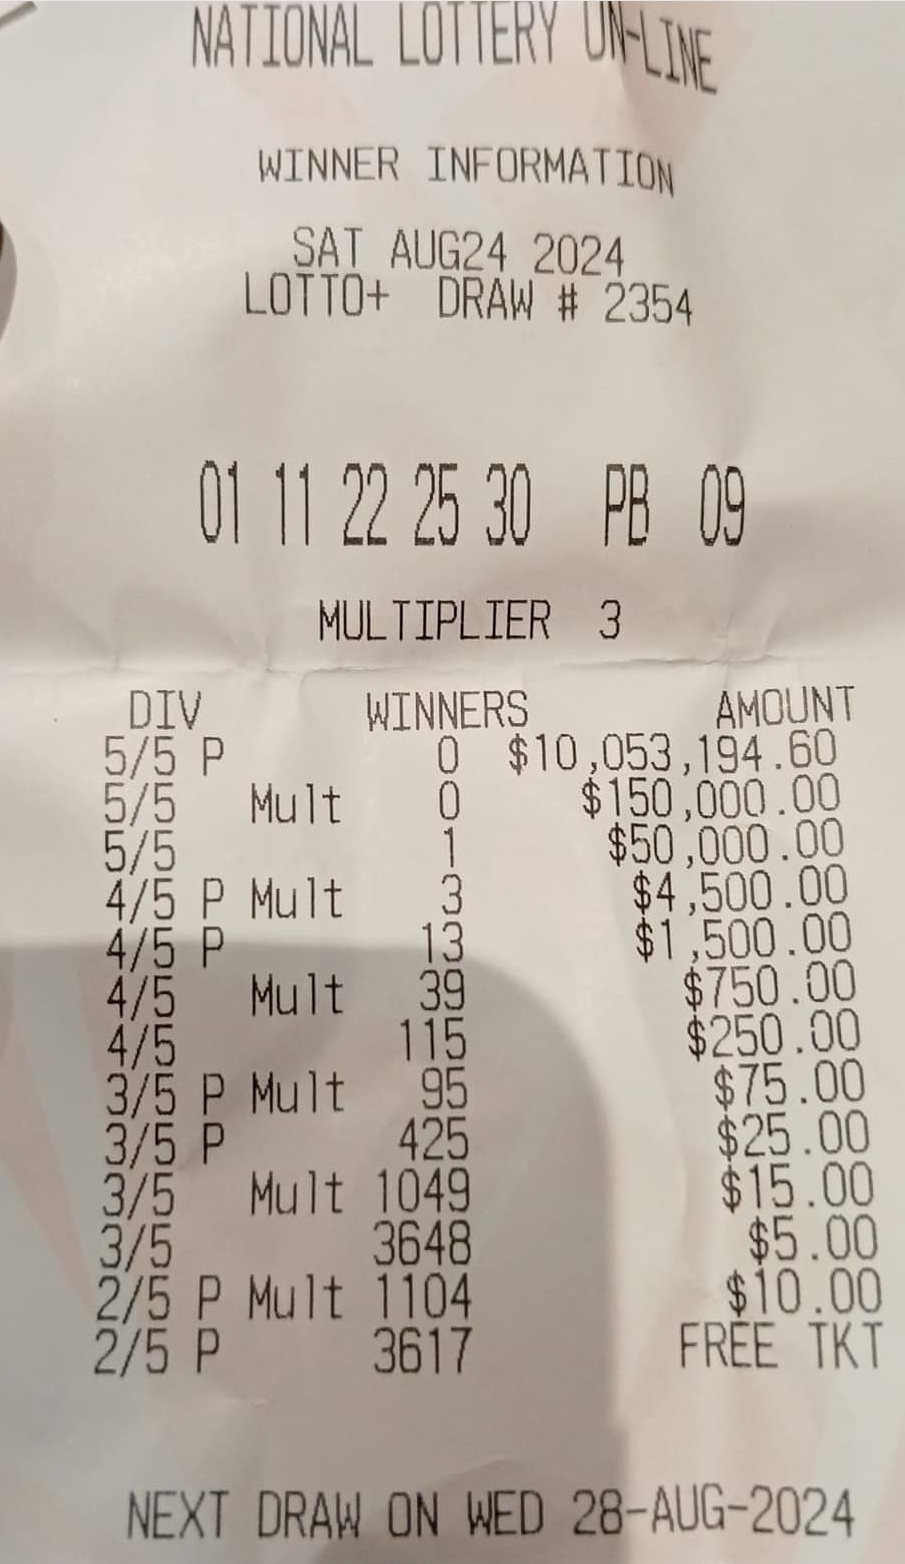 NATIONAL LOTTERY ON-LINE
WINNER INFORMATION
SAT AUG24 2024
LOTTO+ DRAW # 2354
01 11 22 25 30 PB 09
MULTIPLIER 3
DIV WINNERS AMOUNT
5/5 P 0 $10,053,194.60
5/5 Mult 0 $150,000.00
5/5 1 $50,000.00
4/5 P Mult 3 $4,500.00
4/5 P 13 $1,500.00
4/5 Mult 39 $750.00
4/5 115 $250.00
3/5 P Mult 95 $75.00
3/5 P 425 $25.00
3/5 Mult 1049 $15.00
3/5 3648 $5.00
2/5 P Mult 1104 $10.00
2/5 P 3617 FREE TKT
NEXT DRAW ON WED 28-AUG-2024